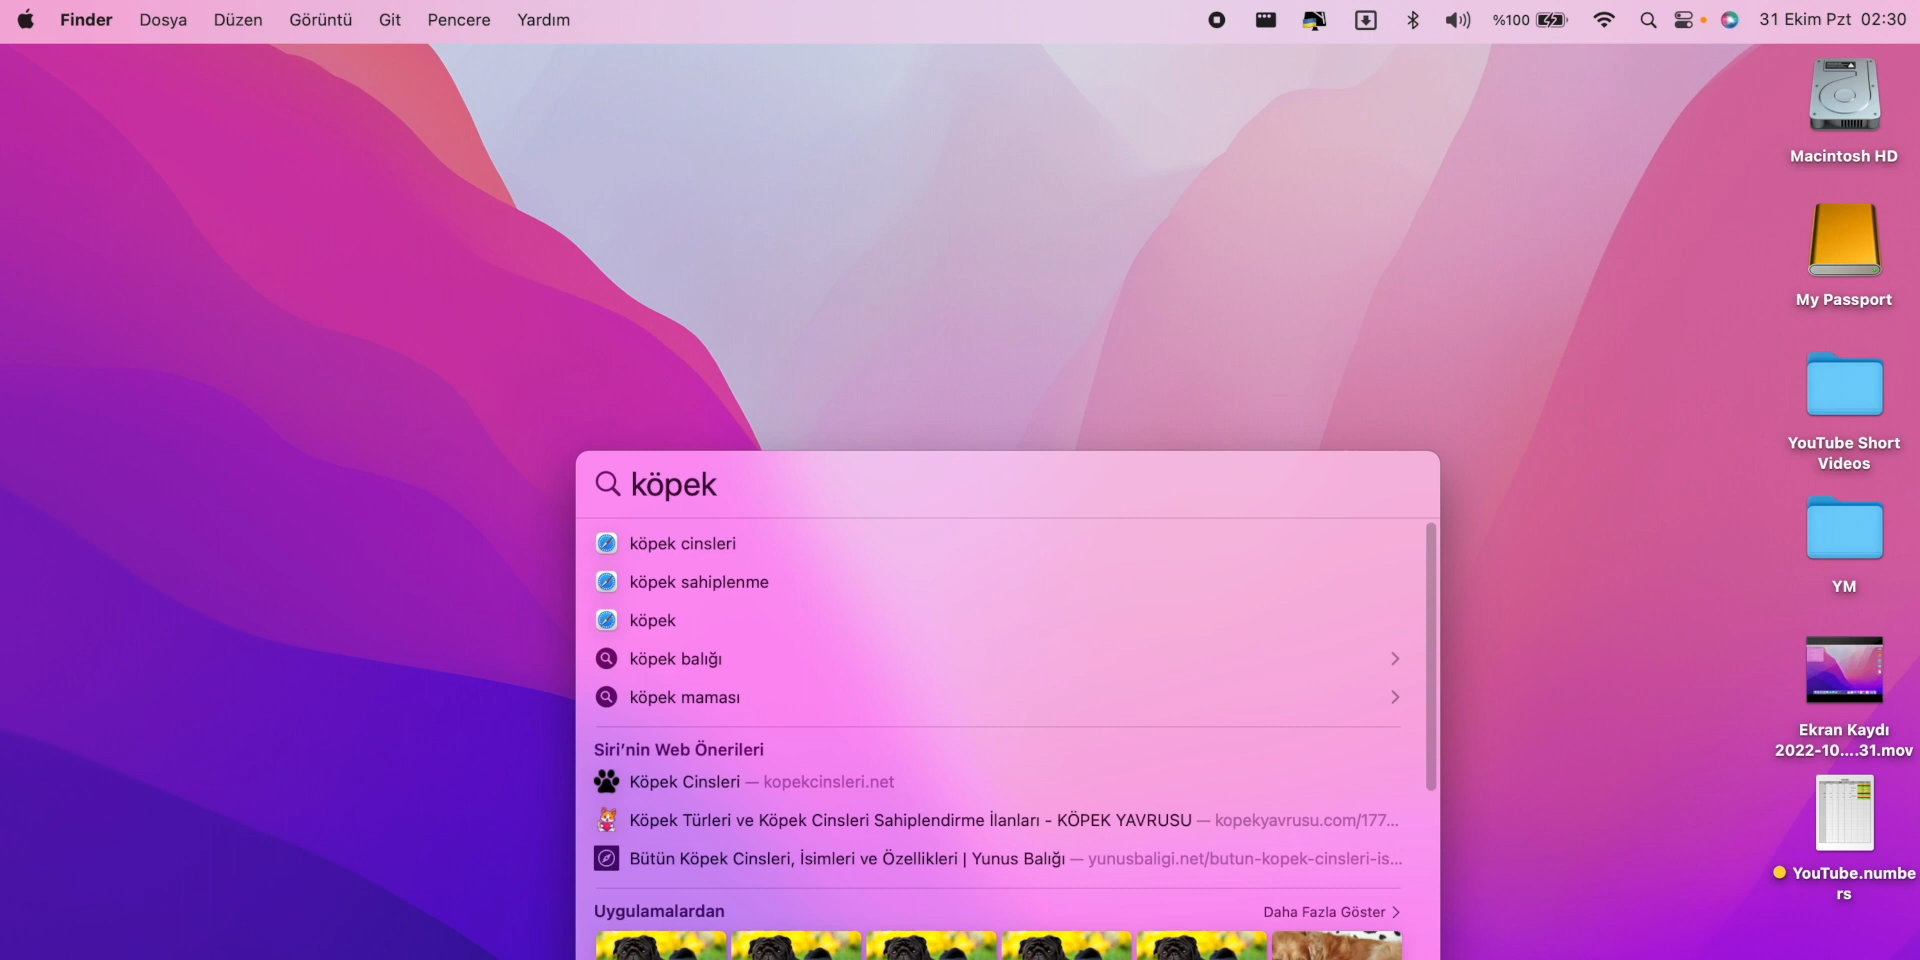 Finder Dosya Düzen Görüntü Git Pencere Yardım %100 31 Ekim Pzt 02:30
Macintosh HD
My Passport
YouTube Short
Videos
YM
Ekran Kaydı
2022-10....31.mov
YouTube.numbe
rs
köpek
köpek cinsleri
köpek sahiplenme
köpek
köpek balığı
köpek maması
Siri’nin Web Önerileri
Köpek Cinsleri — kopekcinsleri.net
Köpek Türleri ve Köpek Cinsleri Sahiplendirme İlanları - KÖPEK YAVRUSU — kopekyavrusu.com/177...
Bütün Köpek Cinsleri, İsimleri ve Özellikleri | Yunus Balığı — yunusbaligi.net/butun-kopek-cinsleri-is...
Uygulamalardan Daha Fazla Göster